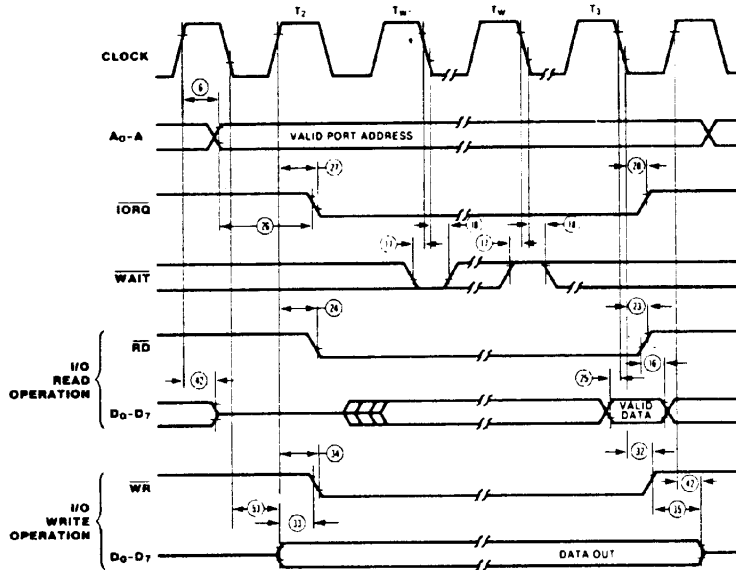 T2 Tw* Tw T3
CLOCK
6
A0-A VALID PORT ADDRESS
27 28
IORQ
26
17 18 17 18
WAIT
24 23
RD
16
I/O
READ
OPERATION
42 25
D0-D7 VALID
DATA
34 32
WR
42
I/O
WRITE
OPERATION
53 33 35
D0-D7 DATA OUT